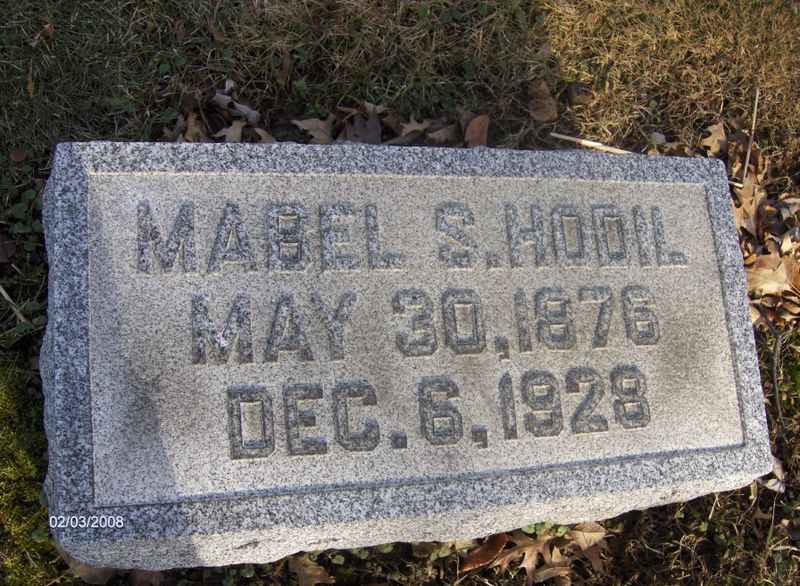 MABEL S. HODIL
MAY 30, 1876
DEC. 6, 1928
02/03/2008